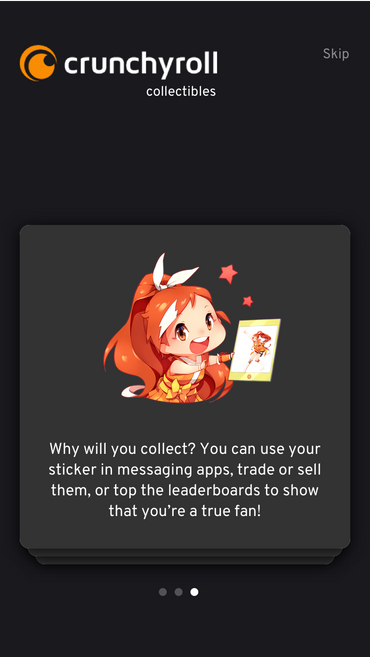 crunchyroll
Skip
collectibles
Why will you collect? You can use your
sticker in messaging apps, trade or sell
them, or top the leaderboards to show
that you’re a true fan!